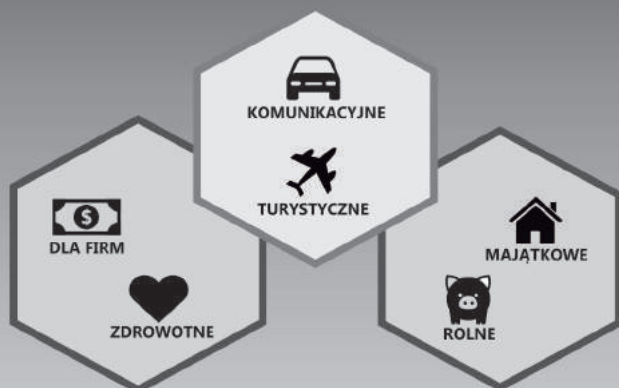 KOMUNIKACYJNE
TURYSTYCZNE
$
DLA FIRM
ZDROWOTNE
MAJĄTKOWE
ROLNE